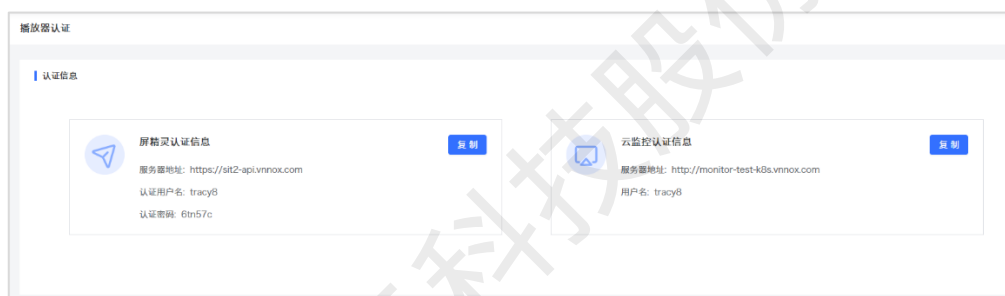 播放器认证
认证信息
屏精灵认证信息
复制
服务器地址: https://sit2-api.vnnox.com
认证用户名: tracy8
认证密码: 6tn57c
云监控认证信息
复制
服务器地址: http://monitor-test-k8s.vnnox.com
用户名: tracy8
科技股